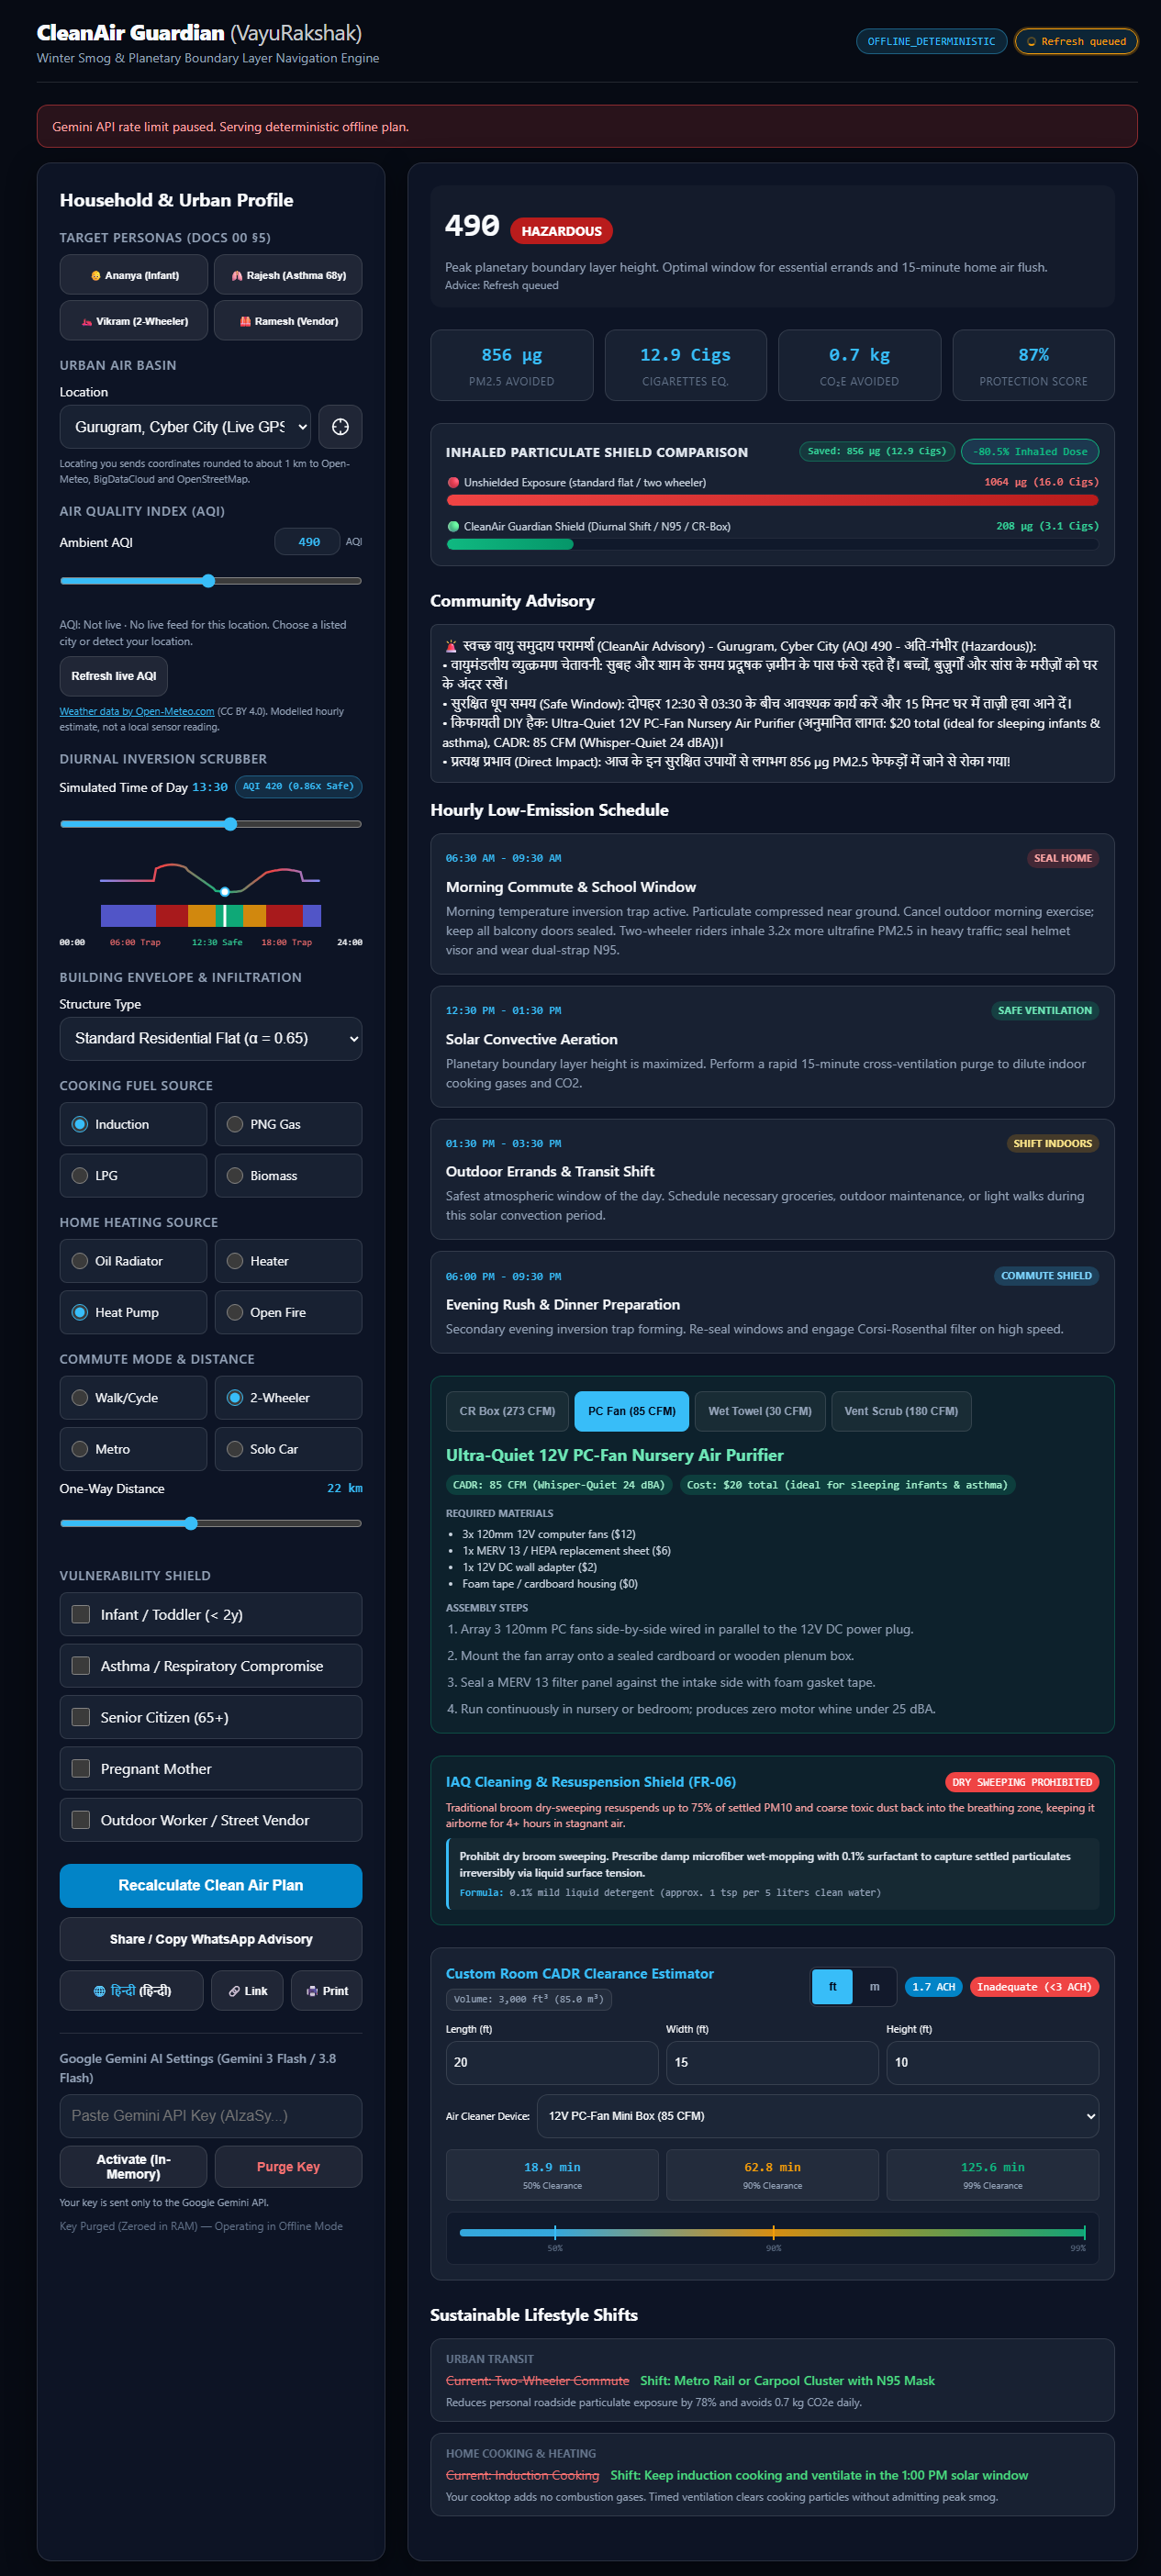 CleanAir Guardian (VayuRakshak)
Winter Smog & Planetary Boundary Layer Navigation Engine
OFFLINE_DETERMINISTIC
Refresh queued
Gemini API rate limit paused. Serving deterministic offline plan.
Household & Urban Profile
TARGET PERSONAS (DOCS 00 §5)
Ananya (Infant)
Rajesh (Asthma 68y)
Vikram (2-Wheeler)
Ramesh (Vendor)
URBAN AIR BASIN
Location
Gurugram, Cyber City (Live GPS
Locating you sends coordinates rounded to about 1 km to Open-
Meteo, BigDataCloud and OpenStreetMap.
AIR QUALITY INDEX (AQI)
Ambient AQI
490
AQI
AQI: Not live · No live feed for this location. Choose a listed
city or detect your location.
Refresh live AQI
Weather data by Open-Meteo.com (CC BY 4.0). Modelled hourly
estimate, not a local sensor reading.
DIURNAL INVERSION SCRUBBER
Simulated Time of Day 13:30
AQI 420 (0.86x Safe)
00:00
06:00 Trap
12:30 Safe
18:00 Trap
24:00
BUILDING ENVELOPE & INFILTRATION
Structure Type
Standard Residential Flat (α = 0.65)
COOKING FUEL SOURCE
Induction
PNG Gas
LPG
Biomass
HOME HEATING SOURCE
Oil Radiator
Heater
Heat Pump
Open Fire
COMMUTE MODE & DISTANCE
Walk/Cycle
2-Wheeler
Metro
Solo Car
One-Way Distance
22 km
VULNERABILITY SHIELD
Infant / Toddler (< 2y)
Asthma / Respiratory Compromise
Senior Citizen (65+)
Pregnant Mother
Outdoor Worker / Street Vendor
Recalculate Clean Air Plan
Share / Copy WhatsApp Advisory
हिन्दी (हिन्दी)
Link
Print
Google Gemini AI Settings (Gemini 3 Flash / 3.8
Flash)
Paste Gemini API Key (AIzaSy...)
Activate (In-
Memory)
Purge Key
Your key is sent only to the Google Gemini API.
Key Purged (Zeroed in RAM) — Operating in Offline Mode
490
HAZARDOUS
Peak planetary boundary layer height. Optimal window for essential errands and 15-minute home air flush.
Advice: Refresh queued
856 µg
PM2.5 AVOIDED
12.9 Cigs
CIGARETTES EQ.
0.7 kg
CO₂E AVOIDED
87%
PROTECTION SCORE
INHALED PARTICULATE SHIELD COMPARISON
Saved: 856 µg (12.9 Cigs)
-80.5% Inhaled Dose
Unshielded Exposure (standard flat / two wheeler)
1064 µg (16.0 Cigs)
CleanAir Guardian Shield (Diurnal Shift / N95 / CR-Box)
208 µg (3.1 Cigs)
Community Advisory
स्वच्छ वायु समुदाय परामर्श (CleanAir Advisory) - Gurugram, Cyber City (AQI 490 - अति-गंभीर (Hazardous)):
• वायुमंडलीय व्युत्क्रमण चेतावनी: सुबह और शाम के समय प्रदूषक ज़मीन के पास फंसे रहते हैं। बच्चों, बुज़ुर्गों और सांस के मरीज़ों को घर
के अंदर रखें।
• सुरक्षित धूप समय (Safe Window): दोपहर 12:30 से 03:30 के बीच आवश्यक कार्य करें और 15 मिनट घर में ताज़ी हवा आने दें।
• किफायती DIY हैक: Ultra-Quiet 12V PC-Fan Nursery Air Purifier (अनुमानित लागत: $20 total (ideal for sleeping infants &
asthma), CADR: 85 CFM (Whisper-Quiet 24 dBA))।
• प्रत्यक्ष प्रभाव (Direct Impact): आज के इन सुरक्षित उपायों से लगभग 856 µg PM2.5 फेफड़ों में जाने से रोका गया!
Hourly Low-Emission Schedule
06:30 AM - 09:30 AM
SEAL HOME
Morning Commute & School Window
Morning temperature inversion trap active. Particulate compressed near ground. Cancel outdoor morning exercise;
keep all balcony doors sealed. Two-wheeler riders inhale 3.2x more ultrafine PM2.5 in heavy traffic; seal helmet
visor and wear dual-strap N95.
12:30 PM - 01:30 PM
SAFE VENTILATION
Solar Convective Aeration
Planetary boundary layer height is maximized. Perform a rapid 15-minute cross-ventilation purge to dilute indoor
cooking gases and CO2.
01:30 PM - 03:30 PM
SHIFT INDOORS
Outdoor Errands & Transit Shift
Safest atmospheric window of the day. Schedule necessary groceries, outdoor maintenance, or light walks during
this solar convection period.
06:00 PM - 09:30 PM
COMMUTE SHIELD
Evening Rush & Dinner Preparation
Secondary evening inversion trap forming. Re-seal windows and engage Corsi-Rosenthal filter on high speed.
CR Box (273 CFM)
PC Fan (85 CFM)
Wet Towel (30 CFM)
Vent Scrub (180 CFM)
Ultra-Quiet 12V PC-Fan Nursery Air Purifier
CADR: 85 CFM (Whisper-Quiet 24 dBA)
Cost: $20 total (ideal for sleeping infants & asthma)
REQUIRED MATERIALS
• 3x 120mm 12V computer fans ($12)
• 1x MERV 13 / HEPA replacement sheet ($6)
• 1x 12V DC wall adapter ($2)
• Foam tape / cardboard housing ($0)
ASSEMBLY STEPS
1. Array 3 120mm PC fans side-by-side wired in parallel to the 12V DC power plug.
2. Mount the fan array onto a sealed cardboard or wooden plenum box.
3. Seal a MERV 13 filter panel against the intake side with foam gasket tape.
4. Run continuously in nursery or bedroom; produces zero motor whine under 25 dBA.
IAQ Cleaning & Resuspension Shield (FR-06)
DRY SWEEPING PROHIBITED
Traditional broom dry-sweeping resuspends up to 75% of settled PM10 and coarse toxic dust back into the breathing zone, keeping it
airborne for 4+ hours in stagnant air.
Prohibit dry broom sweeping. Prescribe damp microfiber wet-mopping with 0.1% surfactant to capture settled particulates
irreversibly via liquid surface tension.
Formula: 0.1% mild liquid detergent (approx. 1 tsp per 5 liters clean water)
Custom Room CADR Clearance Estimator
ft
m
1.7 ACH
Inadequate (<3 ACH)
Volume: 3,000 ft³ (85.0 m³)
Length (ft)
Width (ft)
Height (ft)
20
15
10
Air Cleaner Device:
12V PC-Fan Mini Box (85 CFM)
18.9 min
50% Clearance
62.8 min
90% Clearance
125.6 min
99% Clearance
50%
90%
99%
Sustainable Lifestyle Shifts
URBAN TRANSIT
Current: Two-Wheeler Commute Shift: Metro Rail or Carpool Cluster with N95 Mask
Reduces personal roadside particulate exposure by 78% and avoids 0.7 kg CO2e daily.
HOME COOKING & HEATING
Current: Induction Cooking Shift: Keep induction cooking and ventilate in the 1:00 PM solar window
Your cooktop adds no combustion gases. Timed ventilation clears cooking particles without admitting peak smog.